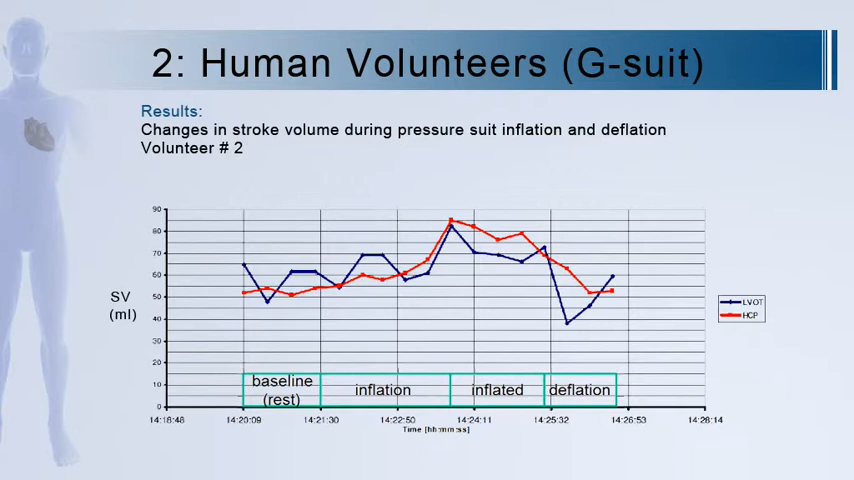 2: Human Volunteers (G-suit)
Results:
Changes in stroke volume during pressure suit inflation and deflation
Volunteer # 2
90
80
70
60
50
40
30
20
10
0
SV
(ml)
baseline
(rest)
inflation
inflated
deflation
LVOT
HCP
14:18:48 14:20:09 14:21:30 14:22:50 14:24:11 14:25:32 14:26:53 14:28:14
Time [hh:mm:ss]